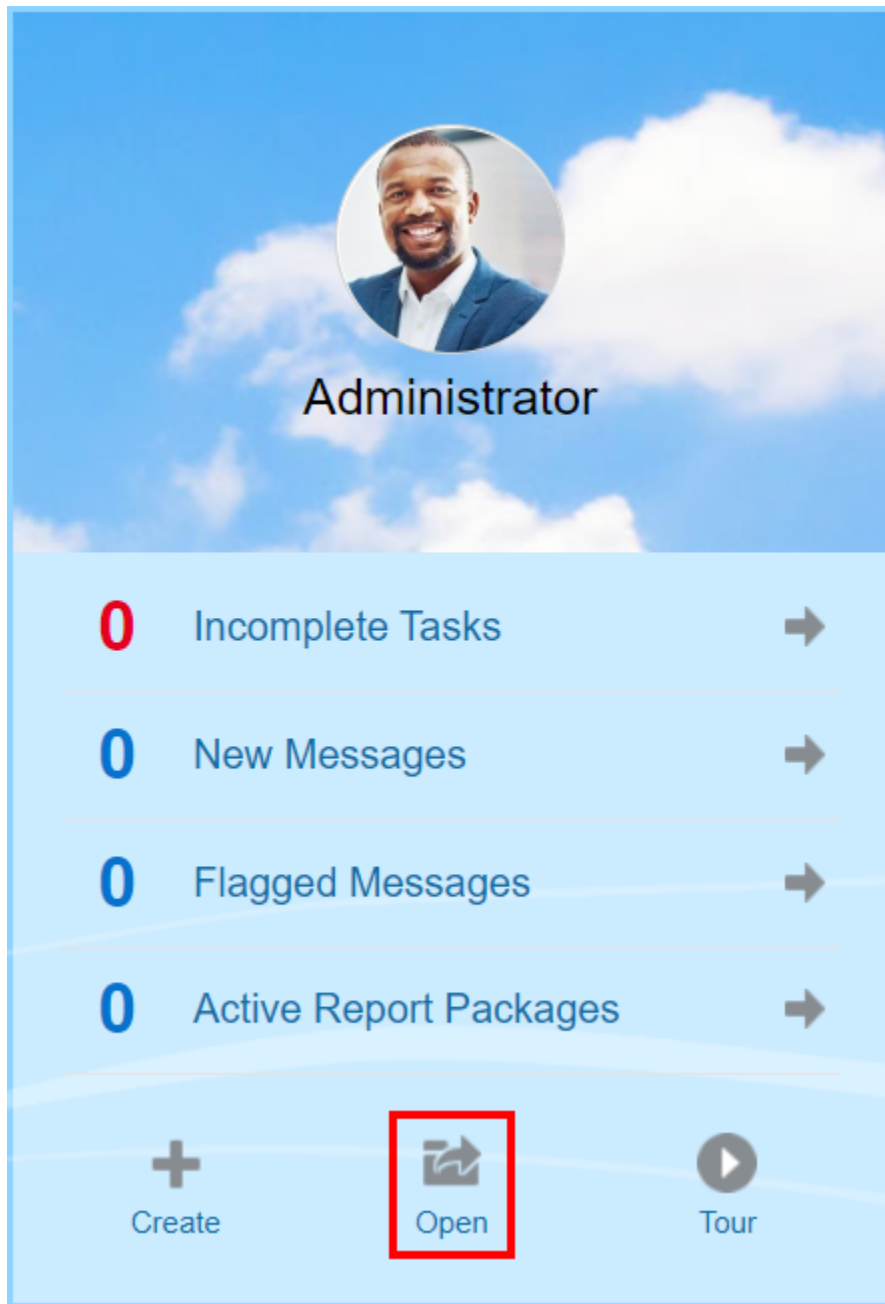 Administrator
0 Incomplete Tasks
0 New Messages
0 Flagged Messages
0 Active Report Packages
Create Open Tour